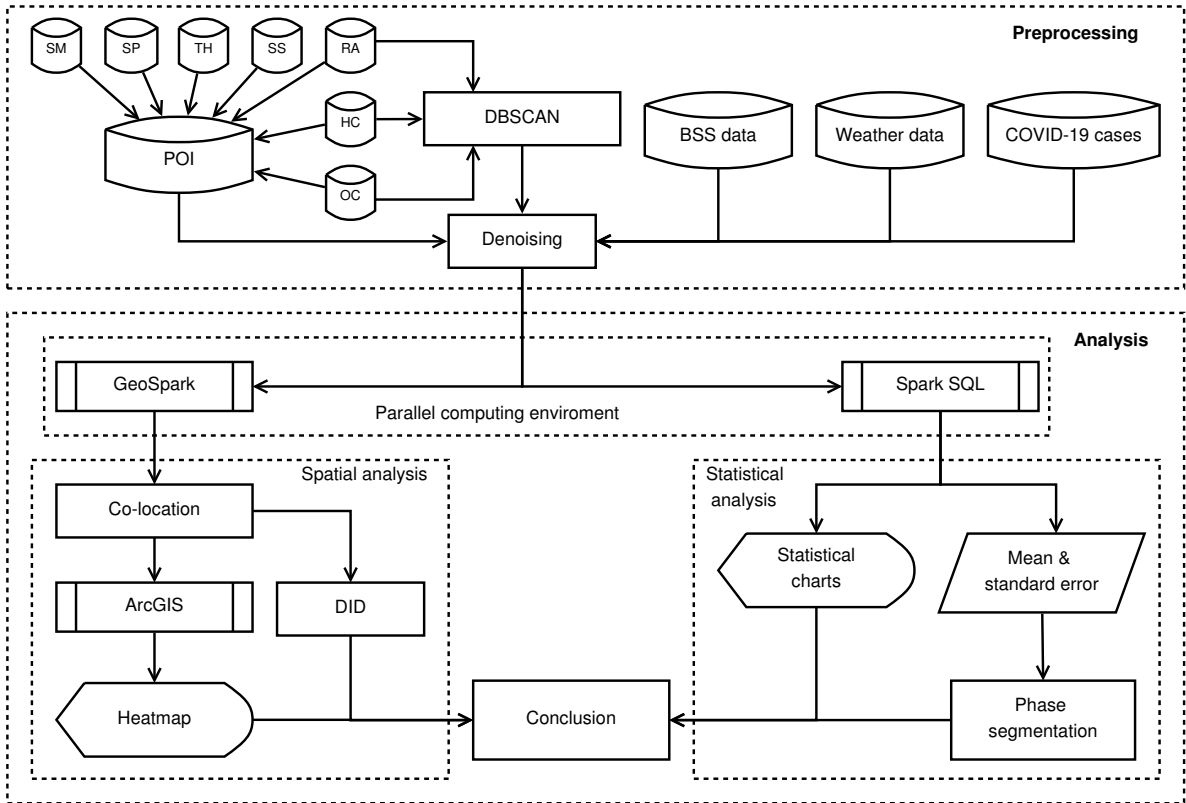 Preprocessing
SM
SP
TH
SS
RA
HC
OC
POI
DBSCAN
BSS data
Weather data
COVID-19 cases
Denoising
Analysis
GeoSpark
Spark SQL
Parallel computing enviroment
Spatial analysis
Statistical
analysis
Co-location
ArcGIS
DID
Heatmap
Statistical
charts
Mean &
standard error
Conclusion
Phase
segmentation